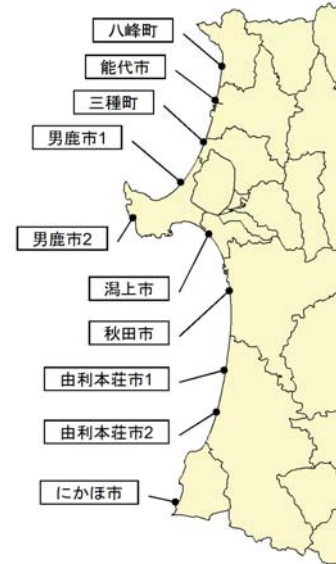 八峰町
能代市
三種町
男鹿市1
男鹿市2
潟上市
秋田市
由利本荘市1
由利本荘市2
にかほ市